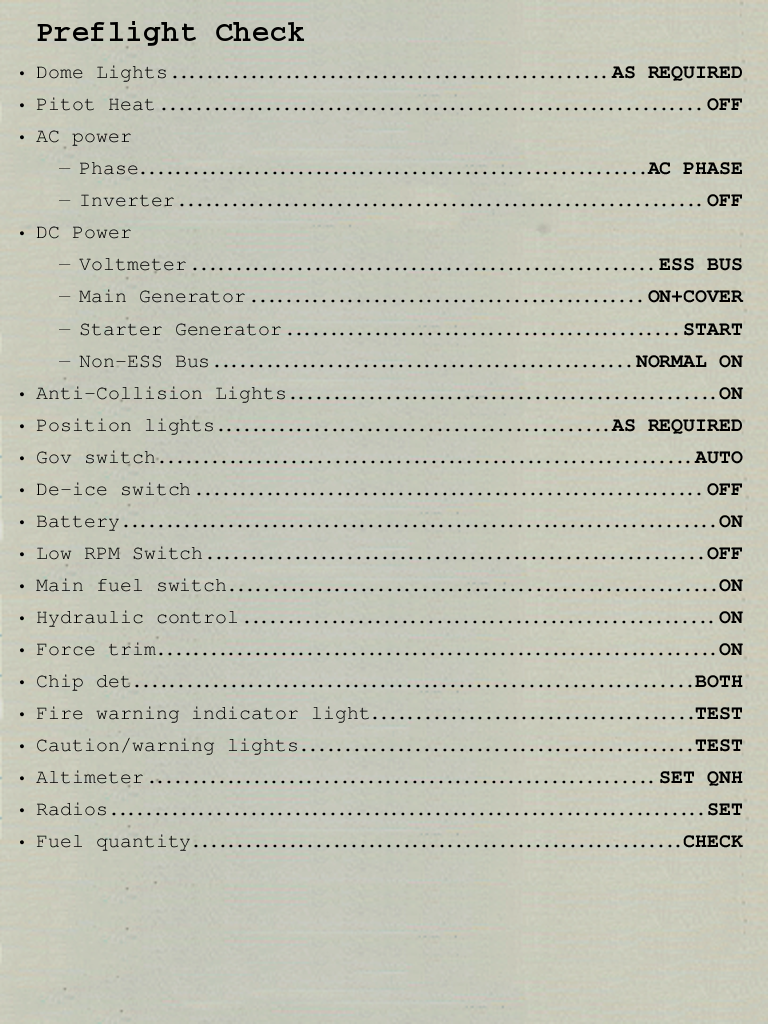 Preflight Check
• Dome Lights................................................AS REQUIRED
• Pitot Heat.............................................................OFF
• AC power
– Phase.........................................................AC PHASE
– Inverter...........................................................OFF
• DC Power
– Voltmeter....................................................ESS BUS
– Main Generator............................................ON+COVER
– Starter Generator............................................START
– Non-ESS Bus...............................................NORMAL ON
• Anti-Collision Lights................................................ON
• Position lights............................................AS REQUIRED
• Gov switch............................................................AUTO
• De-ice switch.........................................................OFF
• Battery..................................................................ON
• Low RPM Switch........................................................OFF
• Main fuel switch......................................................ON
• Hydraulic control.....................................................ON
• Force trim..............................................................ON
• Chip det...............................................................BOTH
• Fire warning indicator light....................................TEST
• Caution/warning lights............................................TEST
• Altimeter.........................................................SET QNH
• Radios..................................................................SET
• Fuel quantity.......................................................CHECK